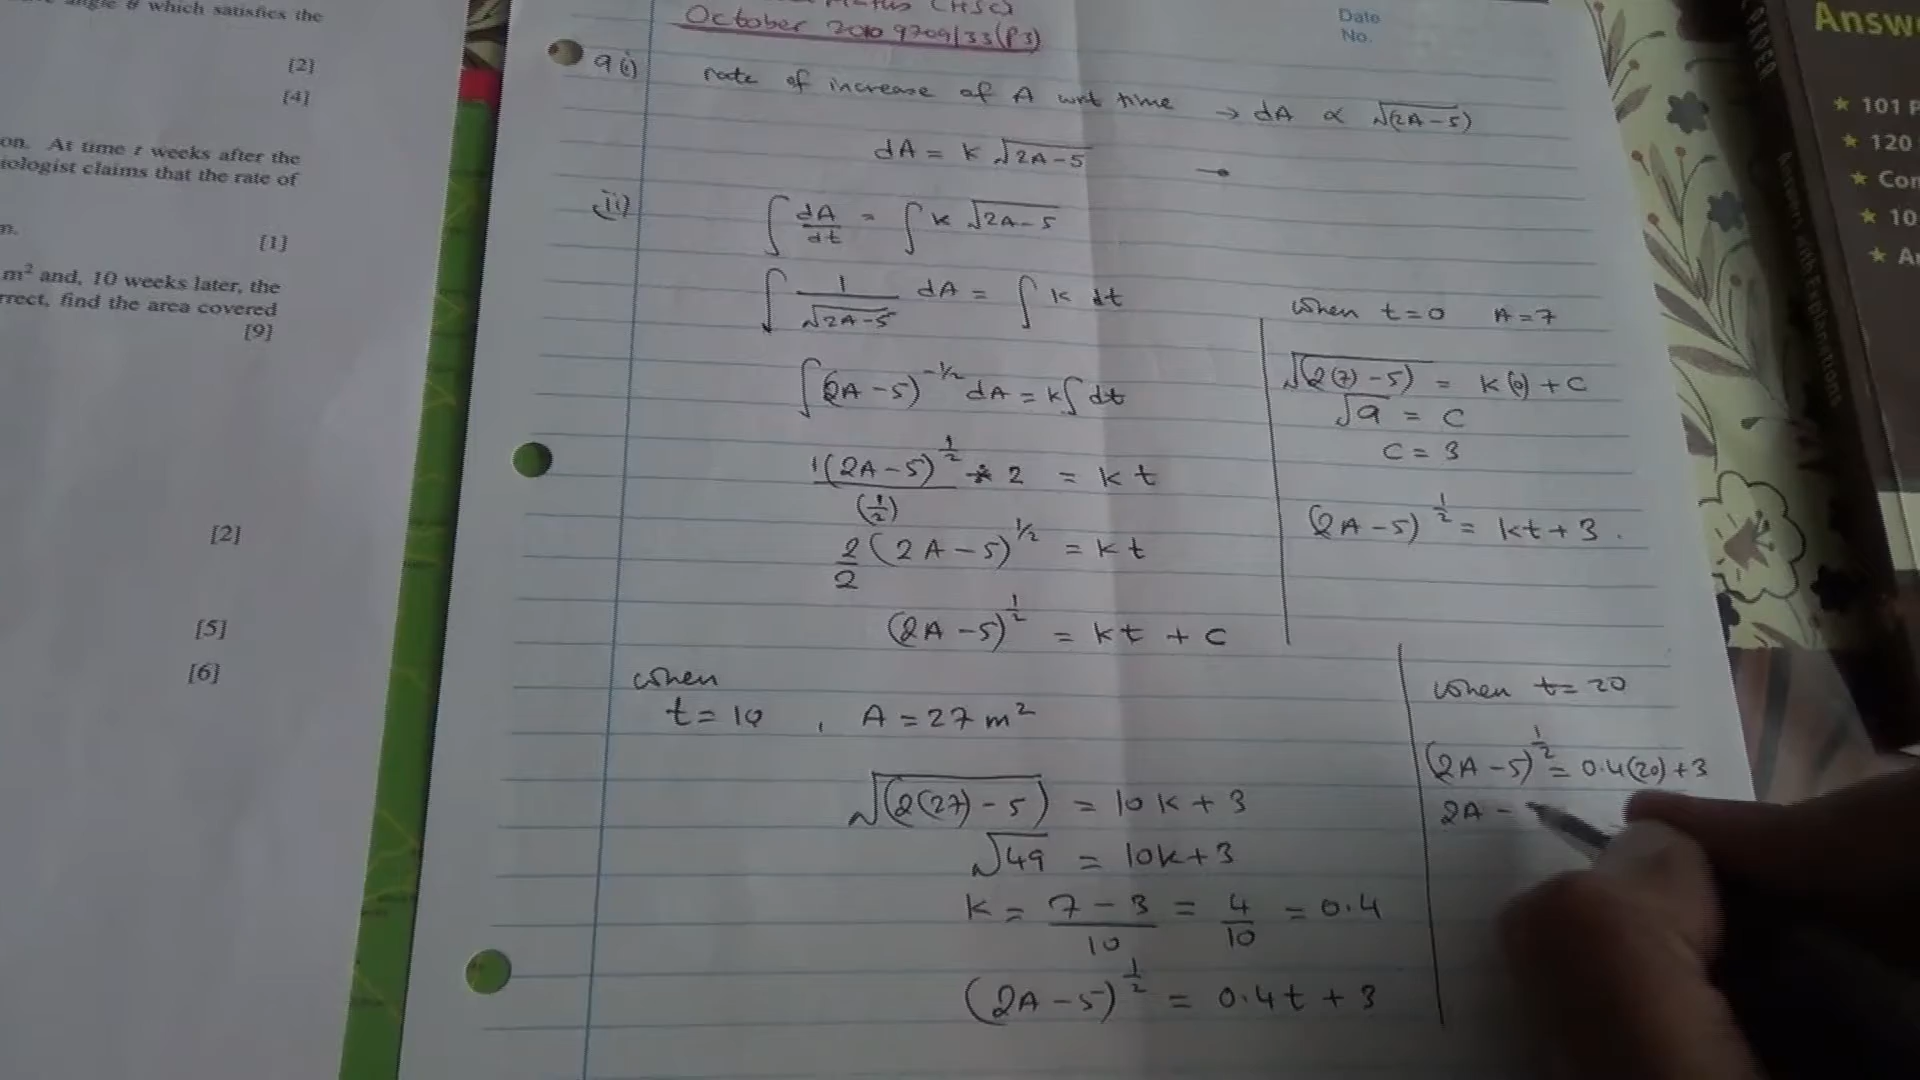 which satisfies the
[2]
[4]
on. At time t weeks after the
iologist claims that the rate of
[1]
m² and, 10 weeks later, the
rrect, find the area covered
[9]
[2]
[5]
[6]
October 2010 9709/33 (P3)
Date
No.
9(i) rate of increase of A wrt time → dA ∝ √(2A-5)
dA = k √2A-5
(ii) ∫ dA/dt = ∫ k √2A-5
∫ 1/√2A-5 dA = ∫ k dt
∫(2A-5)^-1/2 dA = k∫ dt
1(2A-5)^1/2 / (1/2) * 2 = kt
2/2 (2A-5)^1/2 = kt
(2A-5)^1/2 = kt + c
when t=0 A=7
√(2(7)-5) = k(0) + c
√9 = c
c = 3
(2A-5)^1/2 = kt + 3.
when
t=10, A=27m²
√(2(27)-5) = 10k+3
√49 = 10k+3
k = 7-3/10 = 4/10 = 0.4
(2A-5)^1/2 = 0.4t + 3
when t=20
(2A-5)^1/2 = 0.4(20)+3
2A -
PAPER
Answers with Explanations
Answ
★ 101 P
★ 120
★ Con
★ 10
★ A